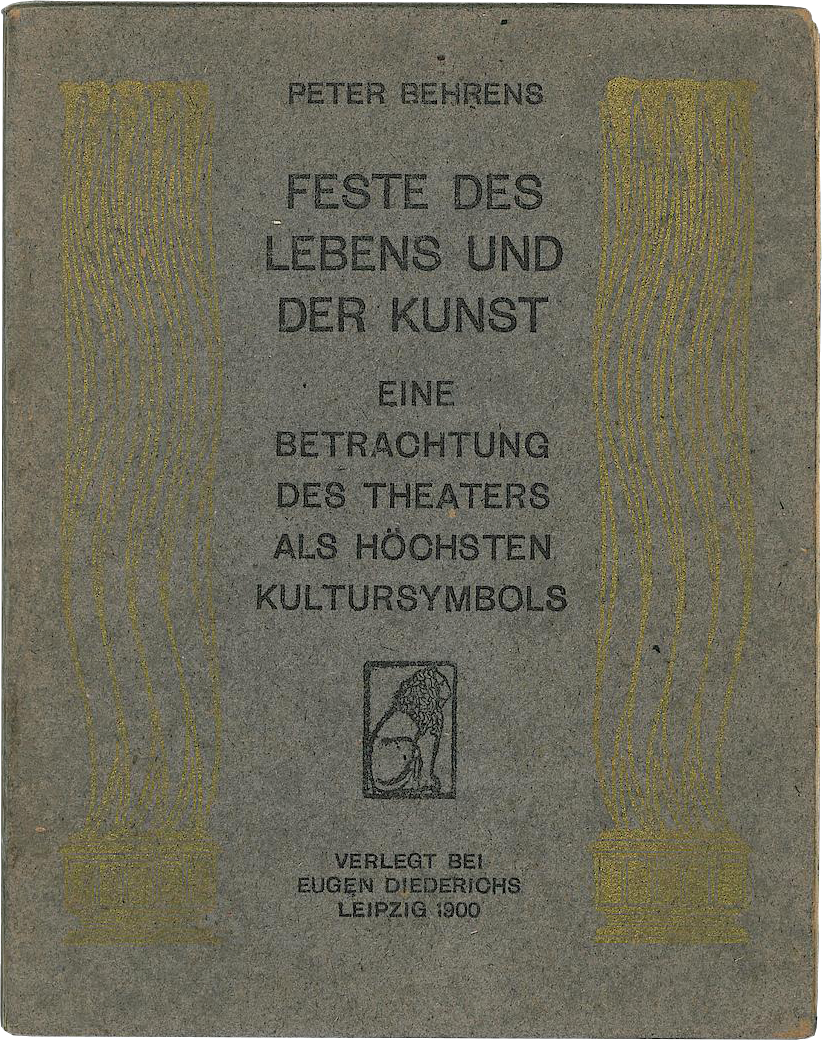 PETER BEHRENS
FESTE DES
LEBENS UND
DER KUNST
EINE
BETRACHTUNG
DES THEATERS
ALS HÖCHSTEN
KULTURSYMBOLS
VERLEGT BEI
EUGEN DIEDERICHS
LEIPZIG 1900